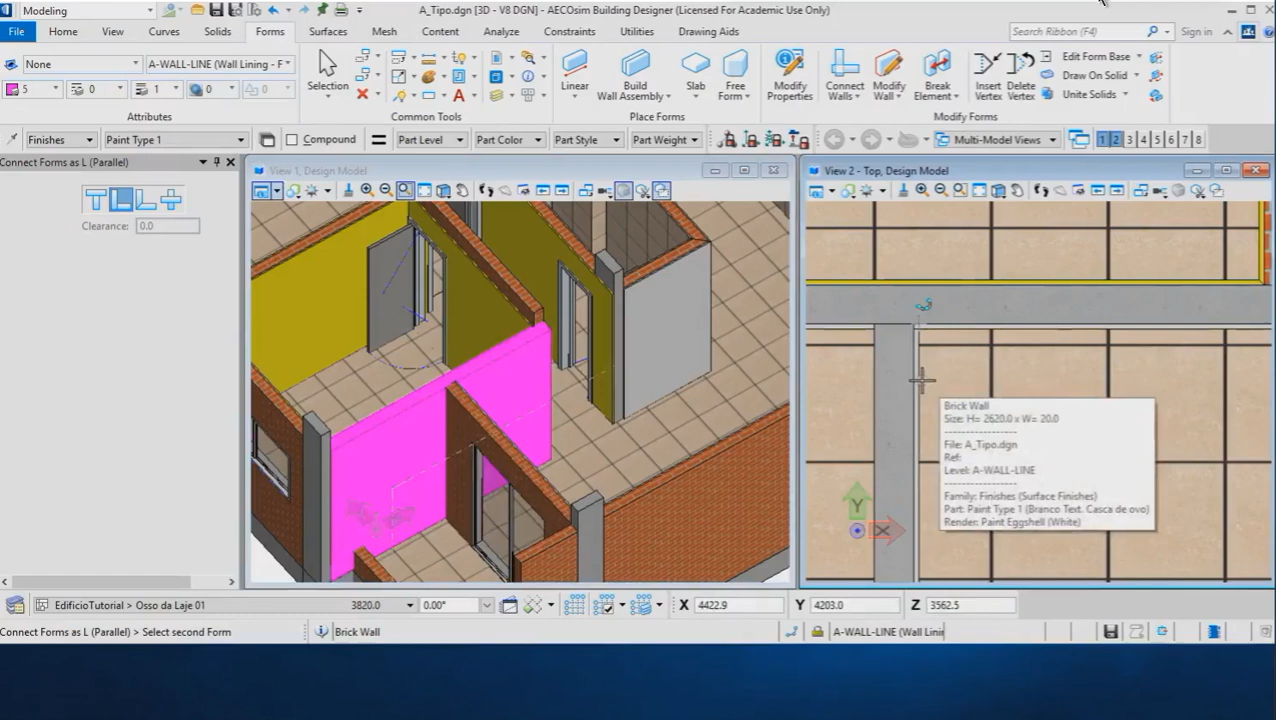 Modeling
A_Tipo.dgn [3D - V8 DGN] - AECOsim Building Designer (Licensed For Academic Use Only)
File Home View Curves Solids Forms Surfaces Mesh Content Analyze Constraints Utilities Drawing Aids
Search Ribbon (F4) Sign in
None A-WALL-LINE (Wall Lining - F
5 0 1 0 0
Selection
Linear
Build
Wall Assembly
Slab
Free
Form
Modify
Properties
Connect
Walls
Modify
Wall
Break
Element
Insert
Vertex
Delete
Vertex
Edit Form Base
Draw On Solid
Unite Solids
Attributes Common Tools Place Forms Modify Forms
Finishes Paint Type 1 Compound Part Level Part Color Part Style Part Weight Multi-Model Views 1 2 3 4 5 6 7 8
Connect Forms as L (Parallel)
Clearance: 0.0
View 1, Design Model
View 2 - Top, Design Model
Brick Wall
Size: H= 2620.0 x W= 20.0
--------------------
File: A_Tipo.dgn
Ref:
Level: A-WALL-LINE
--------------------
Family: Finishes (Surface Finishes)
Part: Paint Type 1 (Branco Text. Casca de ovo)
Render: Paint Eggshell (White)
Y
X
EdificioTutorial > Osso da Laje 01 3820.0 0.00° X 4422.9 Y 4203.0 Z 3562.5
Connect Forms as L (Parallel) > Select second Form Brick Wall A-WALL-LINE (Wall Linin